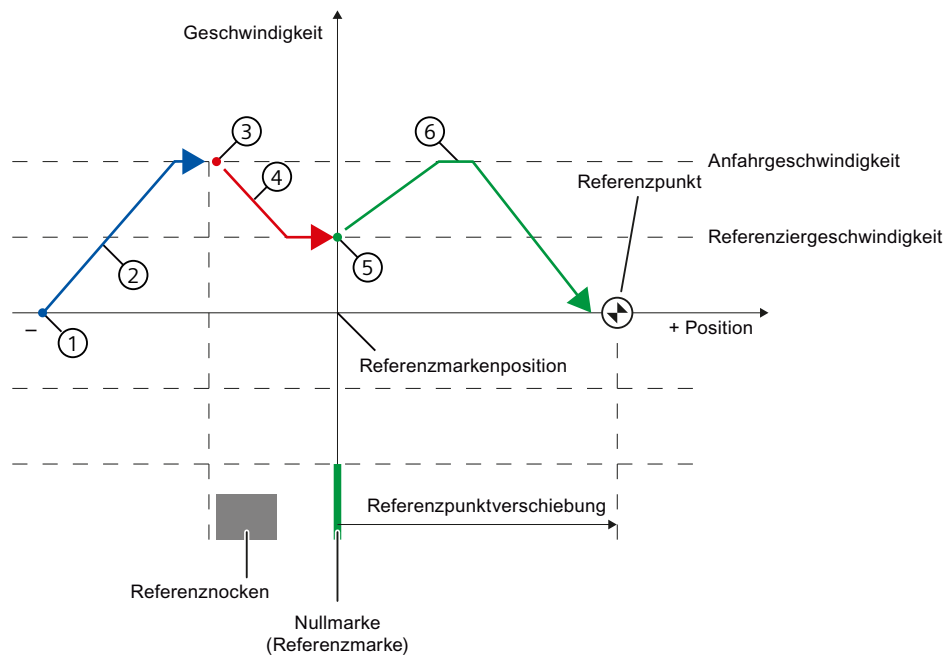 Geschwindigkeit
3
6
4
Anfahrgeschwindigkeit
Referenzpunkt
2
5
Referenziergeschwindigkeit
–
1
+ Position
Referenzmarkenposition
Referenzpunktverschiebung
Referenznocken
Nullmarke
(Referenzmarke)